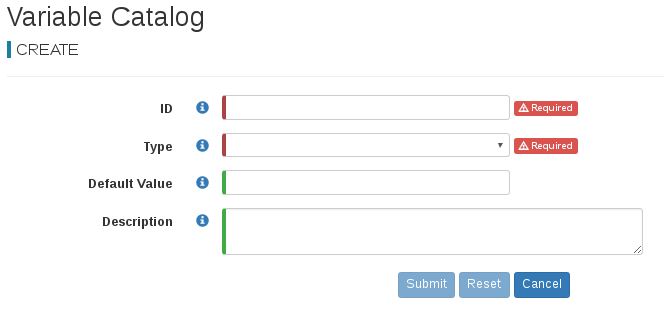 Variable Catalog
CREATE
ID Required
Type Required
Default Value
Description
Submit Reset Cancel